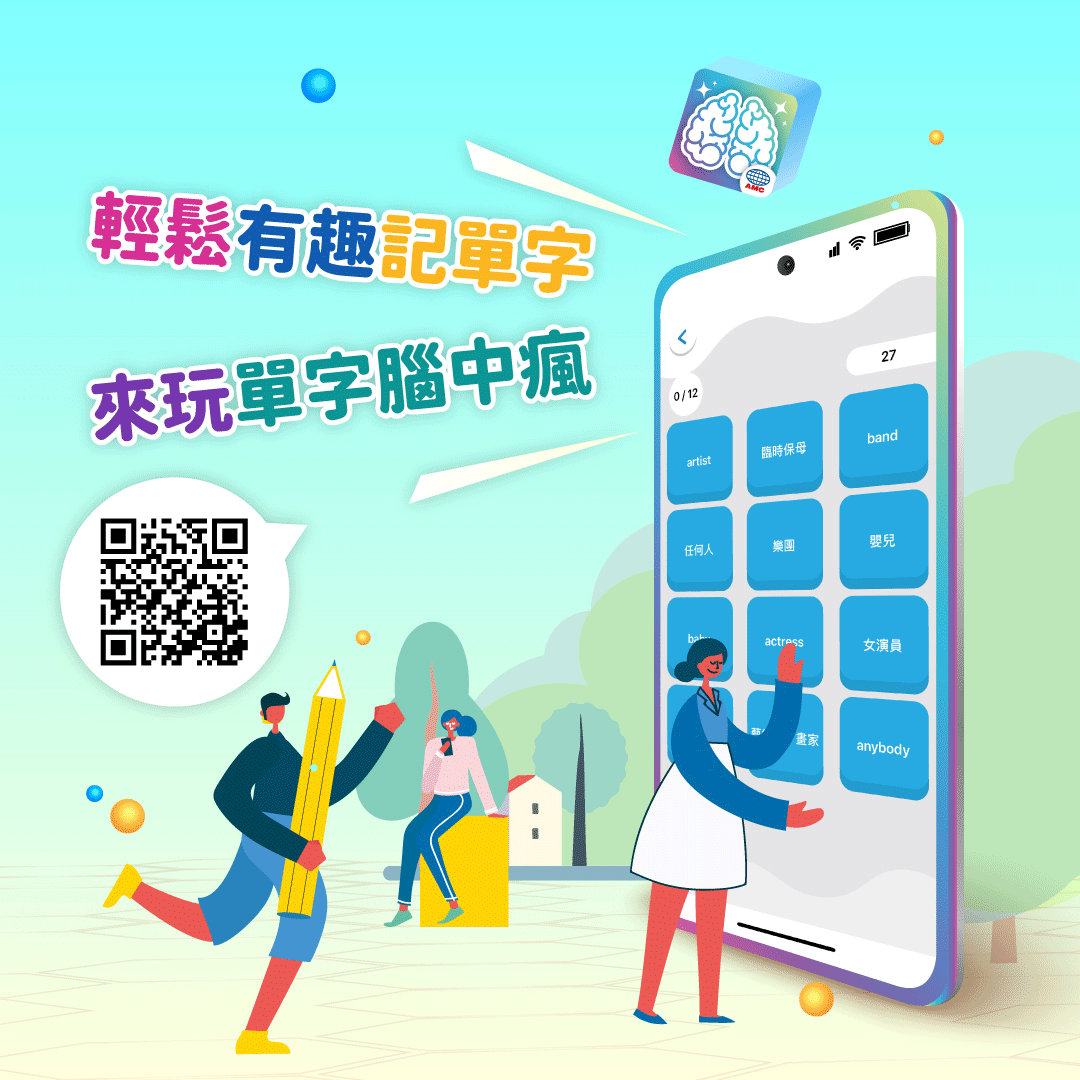 輕鬆有趣記單字
來玩單字腦中瘋
AMC
27
0/12
artist
臨時保母
band
任何人
樂團
嬰兒
baby
actress
女演員
畫家
anybody